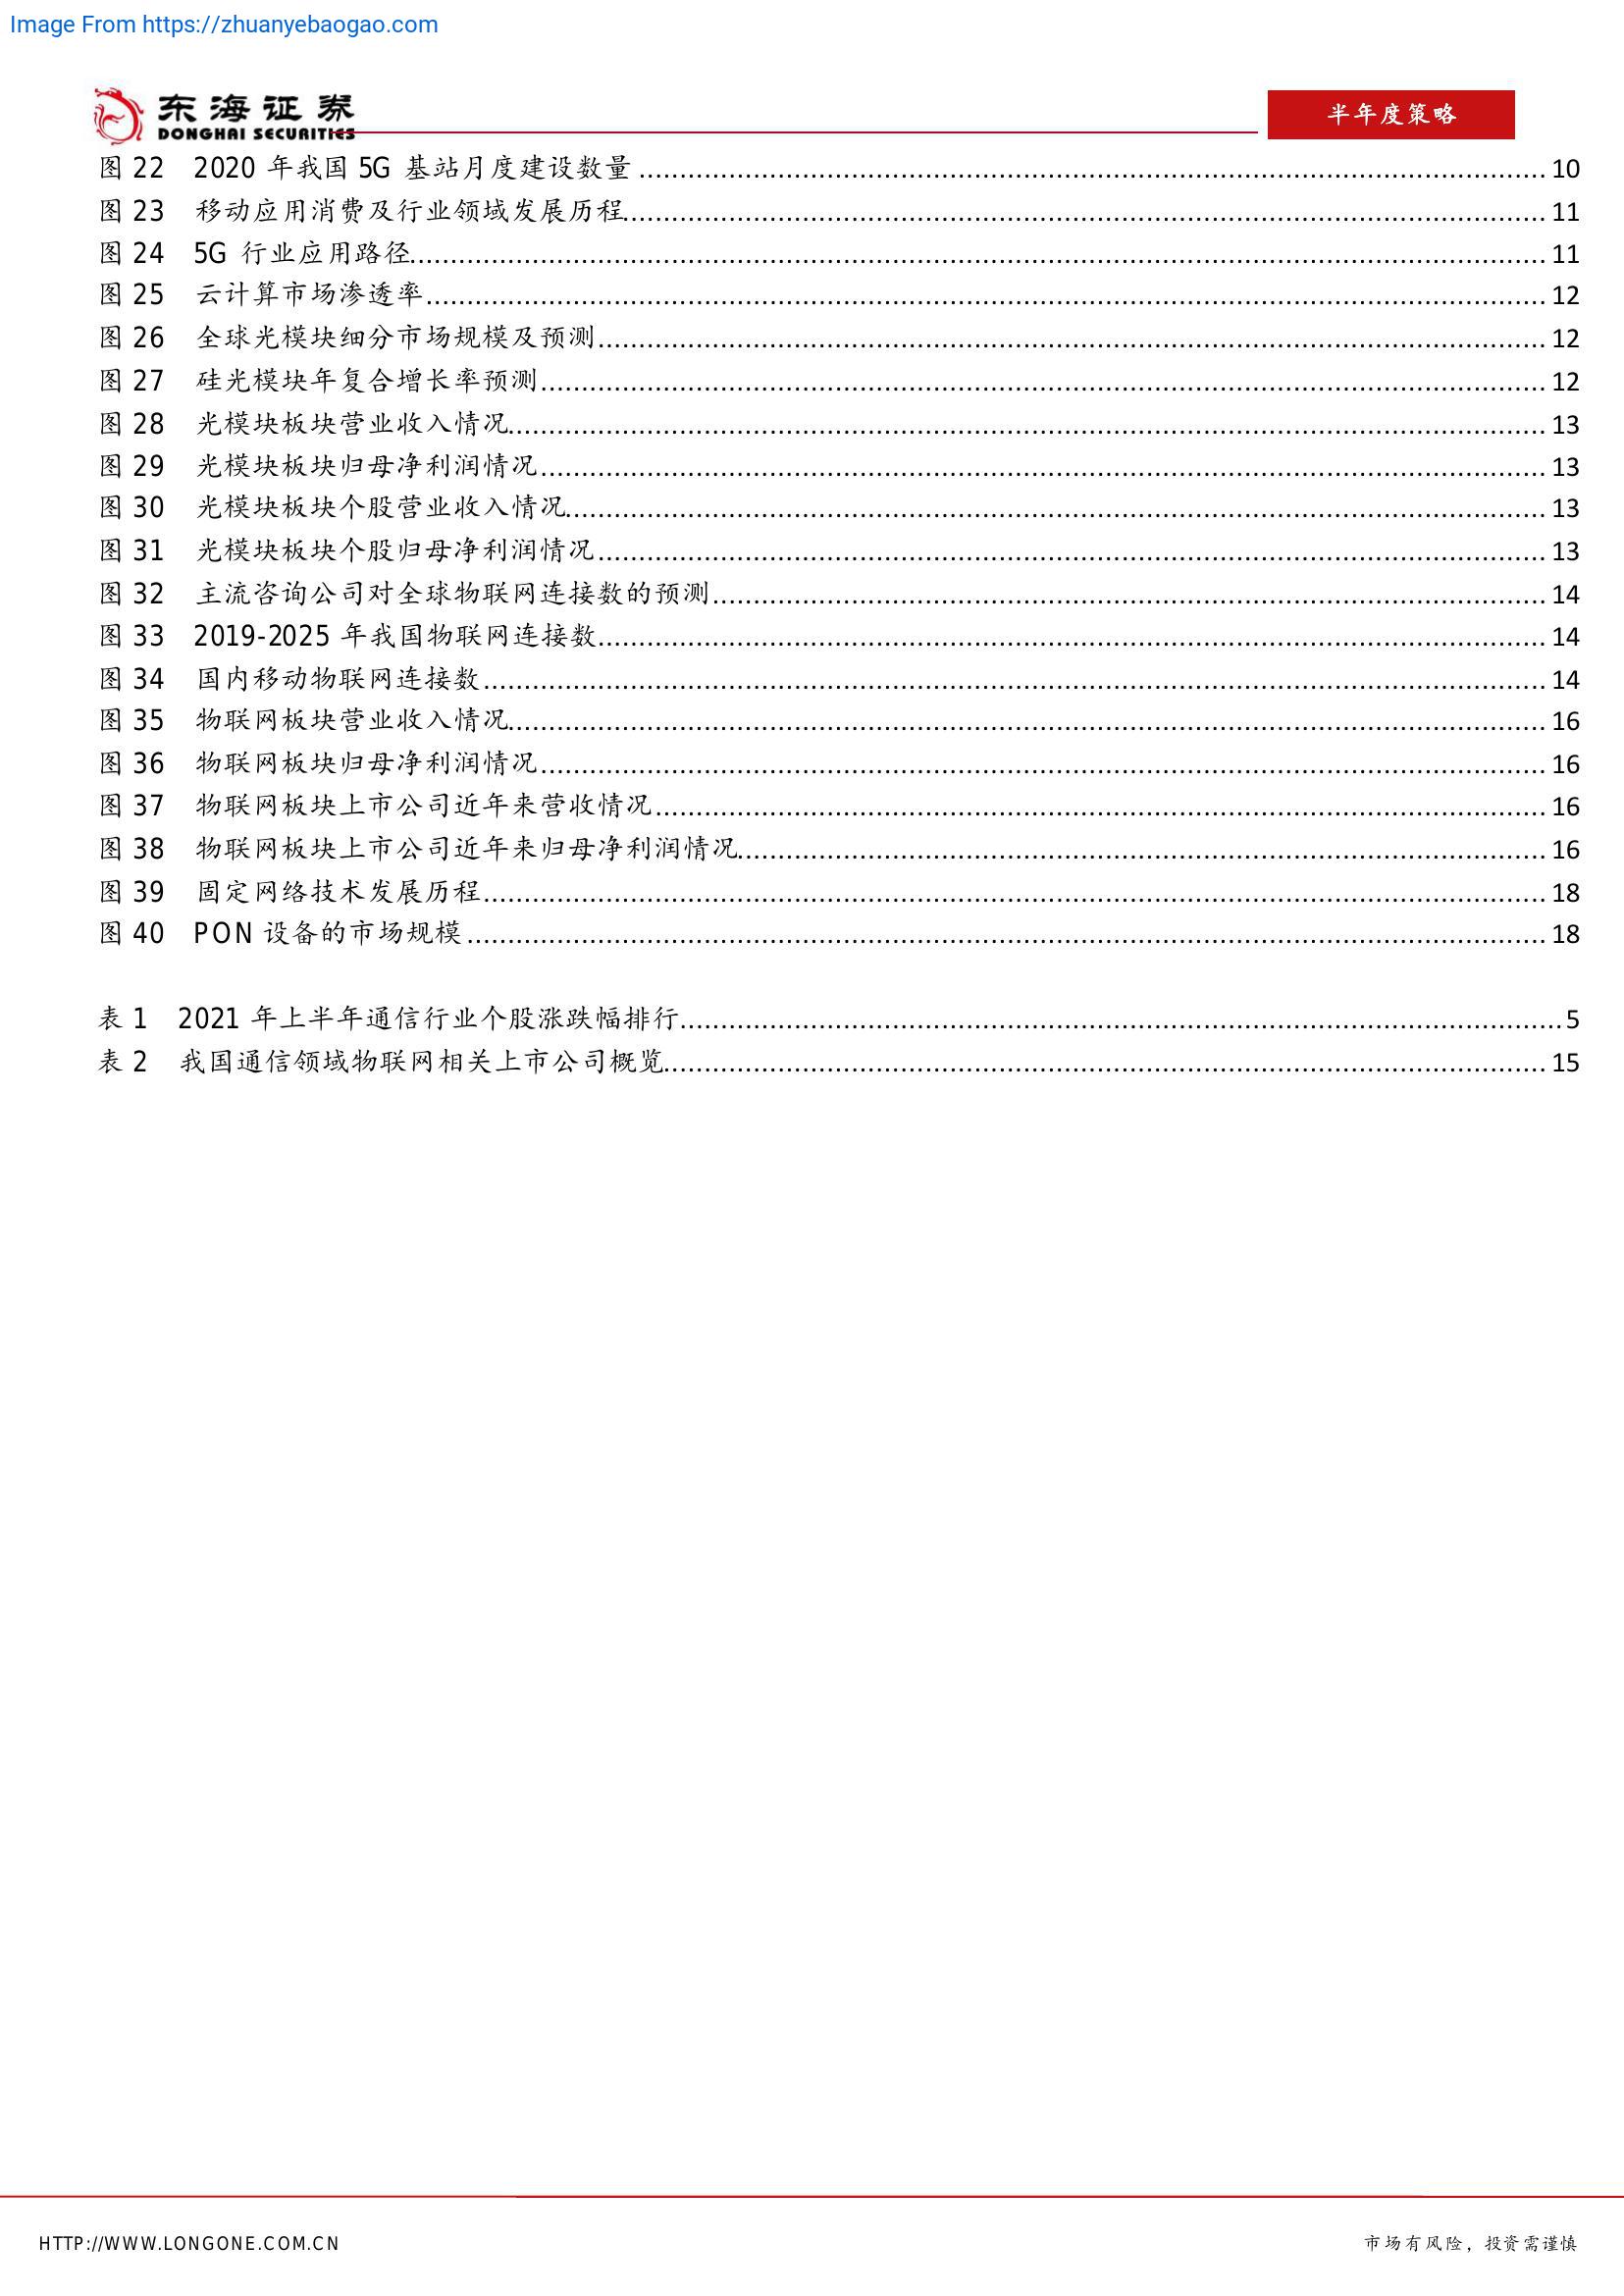 Image From https://zhuanyebaogao.com
东海证券
DONGHAI SECURITIES
半年度策略
图 22 2020 年我国 5G 基站月度建设数量 10
图 23 移动应用消费及行业领域发展历程 11
图 24 5G 行业应用路径 11
图 25 云计算市场渗透率 12
图 26 全球光模块细分市场规模及预测 12
图 27 硅光模块年复合增长率预测 12
图 28 光模块板块营业收入情况 13
图 29 光模块板块归母净利润情况 13
图 30 光模块板块个股营业收入情况 13
图 31 光模块板块个股归母净利润情况 13
图 32 主流咨询公司对全球物联网连接数的预测 14
图 33 2019-2025 年我国物联网连接数 14
图 34 国内移动物联网连接数 14
图 35 物联网板块营业收入情况 16
图 36 物联网板块归母净利润情况 16
图 37 物联网板块上市公司近年来营收情况 16
图 38 物联网板块上市公司近年来归母净利润情况 16
图 39 固定网络技术发展历程 18
图 40 PON 设备的市场规模 18
表 1 2021 年上半年通信行业个股涨跌幅排行 5
表 2 我国通信领域物联网相关上市公司概览 15
HTTP://WWW.LONGONE.COM.CN
市场有风险，投资需谨慎